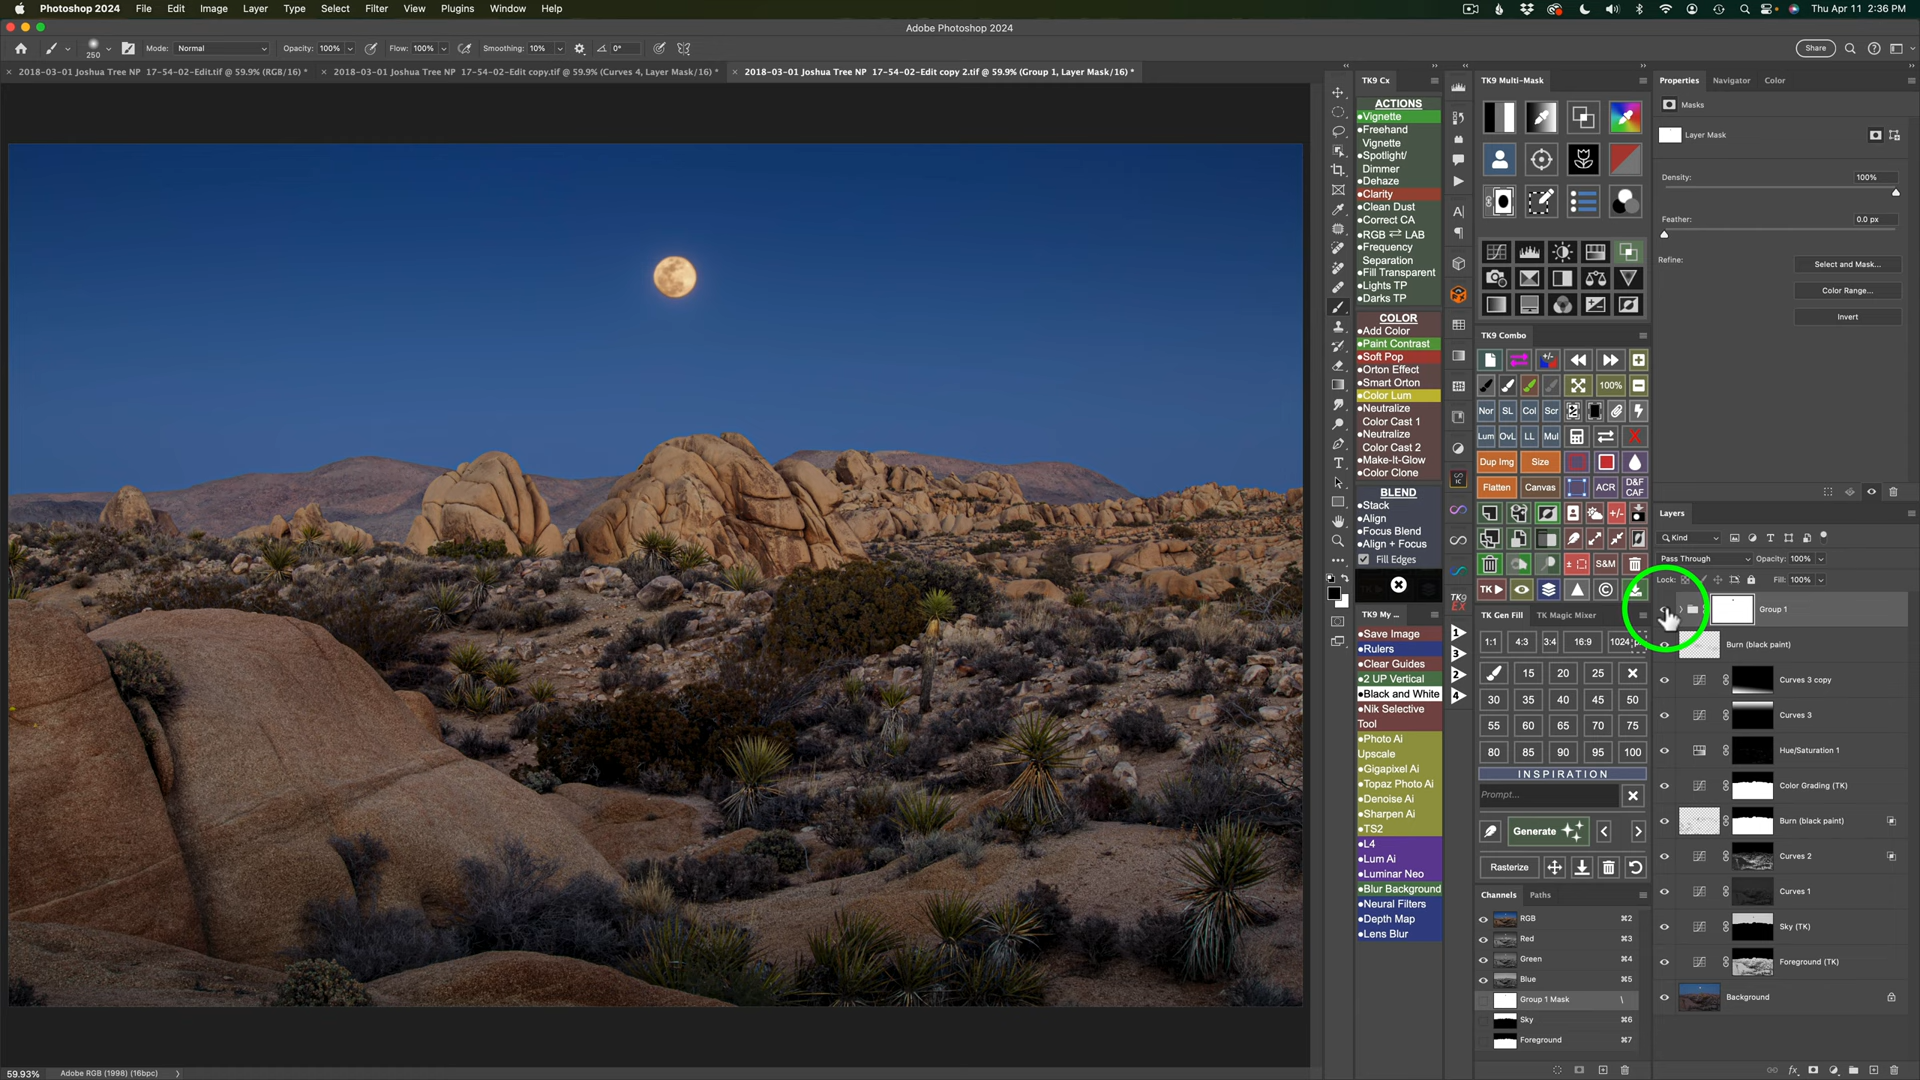 Photoshop 2024 File Edit Image Layer Type Select Filter View Plugins Window Help Thu Apr 11 2:36 PM
Adobe Photoshop 2024
250 Mode: Normal Opacity: 100% Flow: 100% Smoothing: 10% 0° Share
2018-03-01 Joshua Tree NP 17-54-02-Edit.tif @ 59.9% (RGB/16) *
2018-03-01 Joshua Tree NP 17-54-02-Edit copy.tif @ 59.9% (Curves 4, Layer Mask/16) *
2018-03-01 Joshua Tree NP 17-54-02-Edit copy 2.tif @ 59.9% (Group 1, Layer Mask/16) *
TK9 Cx
ACTIONS
•Vignette
•Freehand
Vignette
•Spotlight/
Dimmer
•Dehaze
•Clarity
•Clean Dust
•Correct CA
•RGB ⇄ LAB
•Frequency
Separation
•Fill Transparent
•Lights TP
•Darks TP
COLOR
•Add Color
•Paint Contrast
•Soft Pop
•Orton Effect
•Smart Orton
•Color Lum
•Neutralize
Color Cast 1
•Neutralize
Color Cast 2
•Make-It-Glow
•Color Clone
BLEND
•Stack
•Align
•Focus Blend
•Align + Focus
Fill Edges
TK9 My ...
•Save Image
•Rulers
•Clear Guides
•2 UP Vertical
•Black and White
•Nik Selective
Tool
•Photo Ai
Upscale
•Gigapixel Ai
•Topaz Photo Ai
•Denoise Ai
•Sharpen Ai
•TS2
•L4
•Lum Ai
•Luminar Neo
•Blur Background
•Neural Filters
•Depth Map
•Lens Blur
TK9
EX
1
3
2
4
TK9 Multi-Mask
TK9 Combo
100%
Nor SL Col Scr
Lum OvL LL Mul
Dup Img Size
Flatten Canvas ACR D&F CAF
S&M
TK
TK Gen Fill TK Magic Mixer
1:1 4:3 3:4 16:9 1024
15 20 25
30 35 40 45 50
55 60 65 70 75
80 85 90 95 100
INSPIRATION
Prompt...
Generate
Rasterize
Channels Paths
RGB ⌘2
Red ⌘3
Green ⌘4
Blue ⌘5
Group 1 Mask \
Sky ⌘6
Foreground ⌘7
Properties Navigator Color
Masks
Layer Mask
Density: 100%
Feather: 0.0 px
Refine: Select and Mask...
Color Range...
Invert
Layers
Kind
Pass Through Opacity: 100%
Lock: Fill: 100%
Group 1
Burn (black paint)
Curves 3 copy
Curves 3
Hue/Saturation 1
Color Grading (TK)
Burn (black paint)
Curves 2
Curves 1
Sky (TK)
Foreground (TK)
Background
59.93% Adobe RGB (1998) (16bpc)